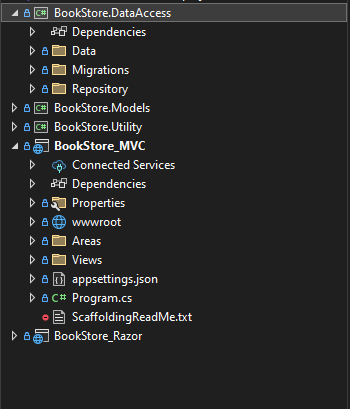 BookStore.DataAccess
Dependencies
Data
Migrations
Repository
C# BookStore.Models
C# BookStore.Utility
BookStore_MVC
Connected Services
Dependencies
Properties
wwwroot
Areas
Views
appsettings.json
C# Program.cs
ScaffoldingReadMe.txt
BookStore_Razor